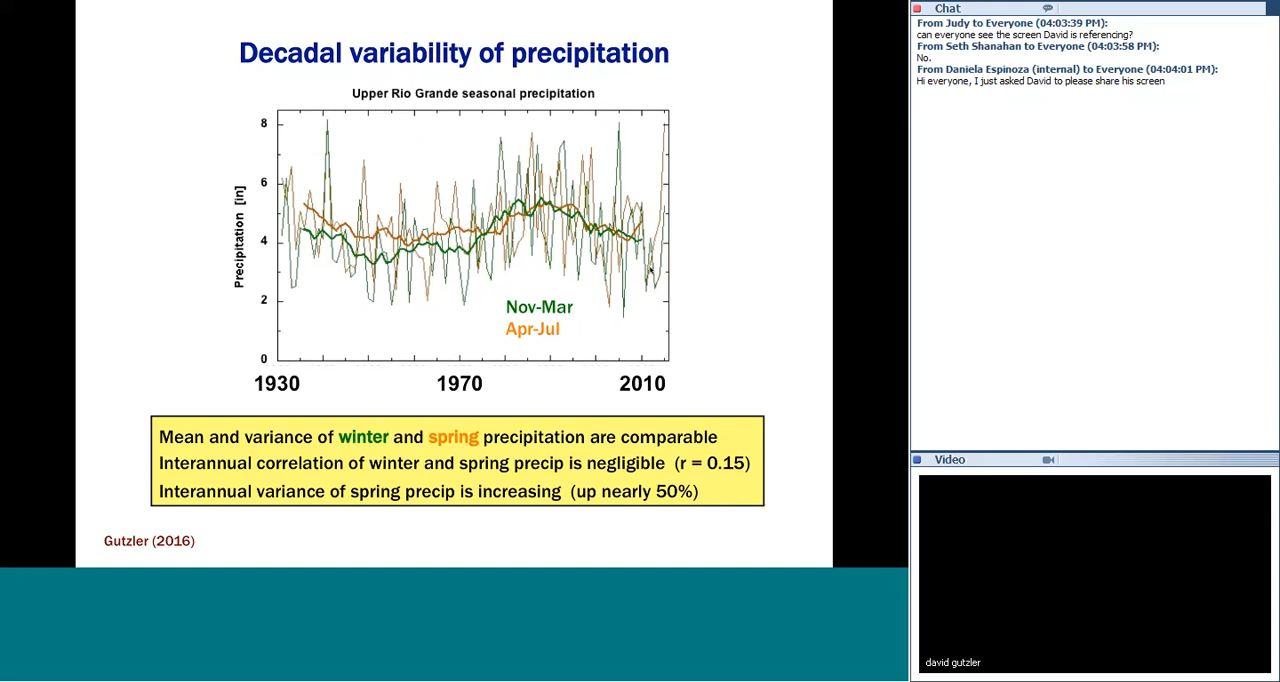 Decadal variability of precipitation
Upper Rio Grande seasonal precipitation
Precipitation [in]
8
6
4
2
0
Nov-Mar
Apr-Jul
1930 1970 2010
Mean and variance of winter and spring precipitation are comparable
Interannual correlation of winter and spring precip is negligible (r = 0.15)
Interannual variance of spring precip is increasing (up nearly 50%)
Gutzler (2016)
Chat
From Judy to Everyone (04:03:39 PM):
can everyone see the screen David is referencing?
From Seth Shanahan to Everyone (04:03:58 PM):
No.
From Daniela Espinoza (internal) to Everyone (04:04:01 PM):
Hi everyone, I just asked David to please share his screen
Video
david gutzler